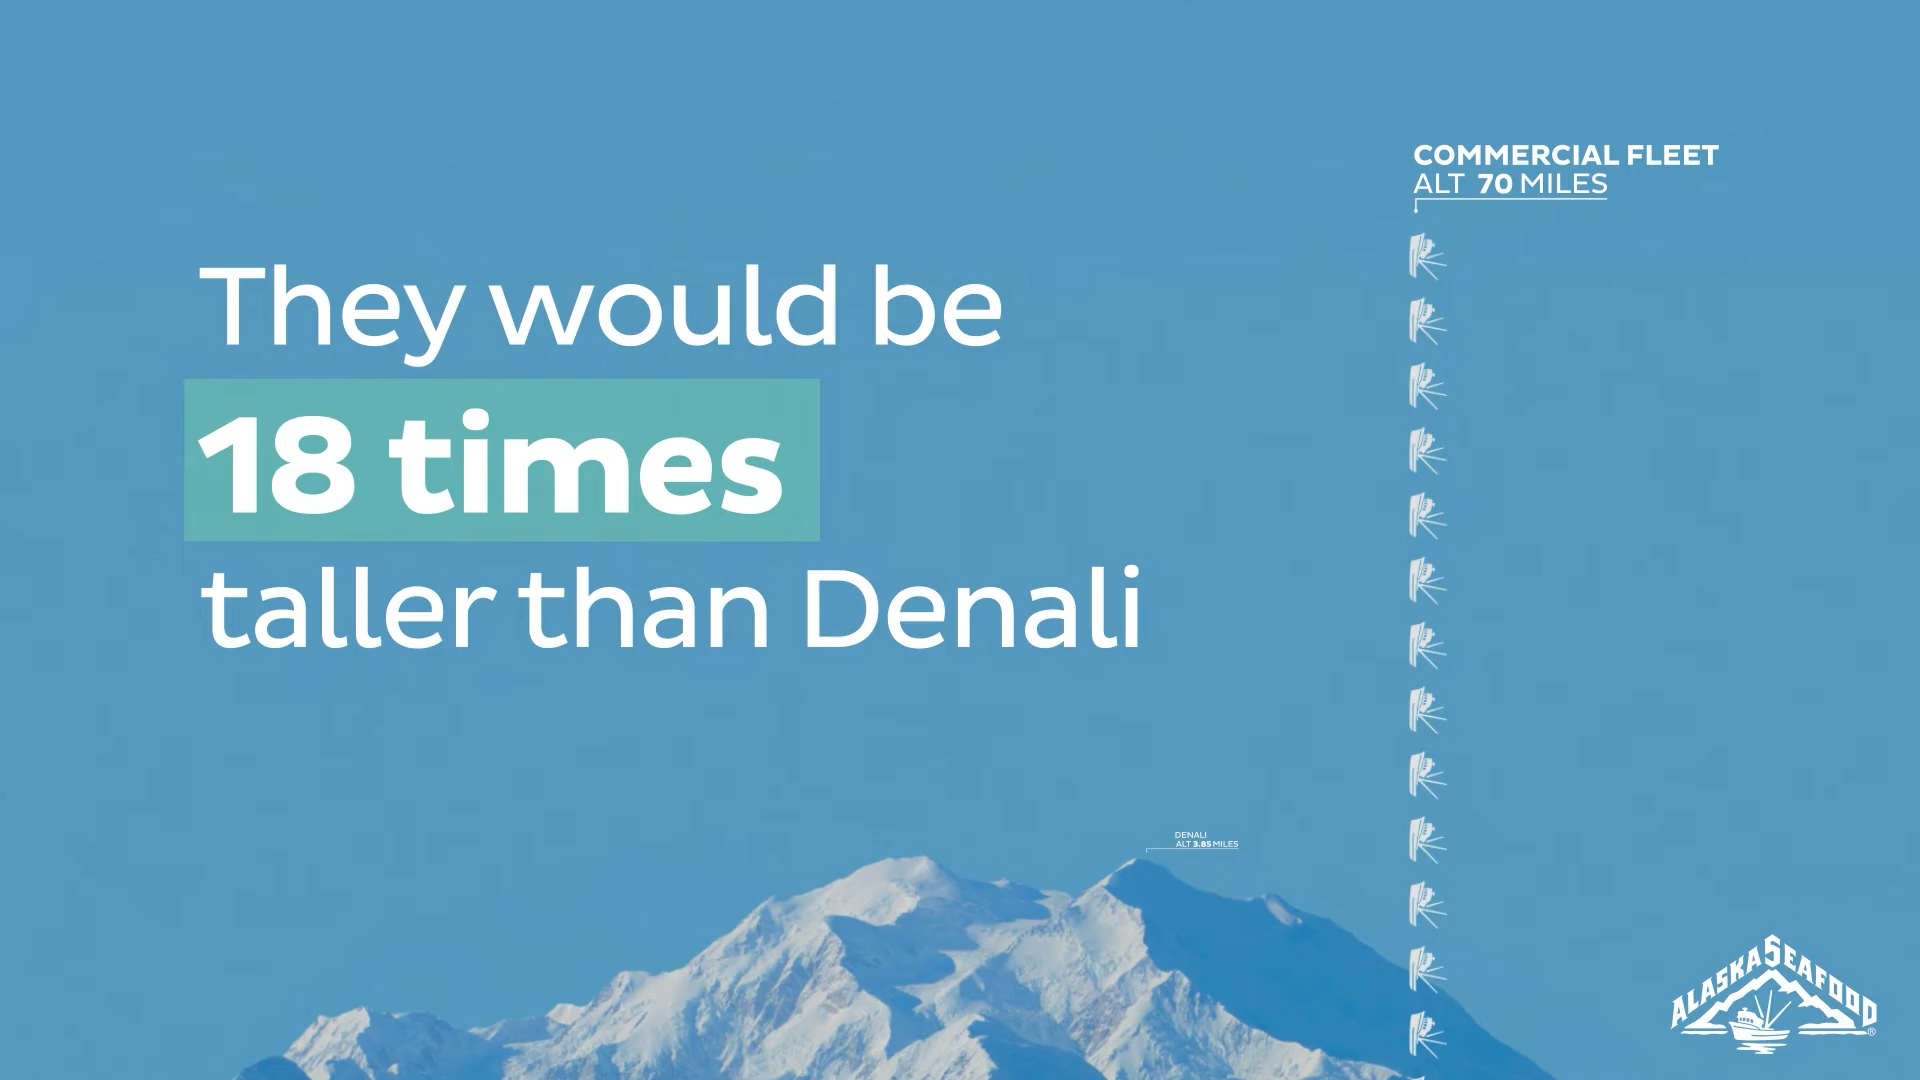 COMMERCIAL FLEET
ALT 70 MILES
They would be
18 times
taller than Denali
DENALI
ALT 3.85 MILES
ALASKA SEAFOOD
®